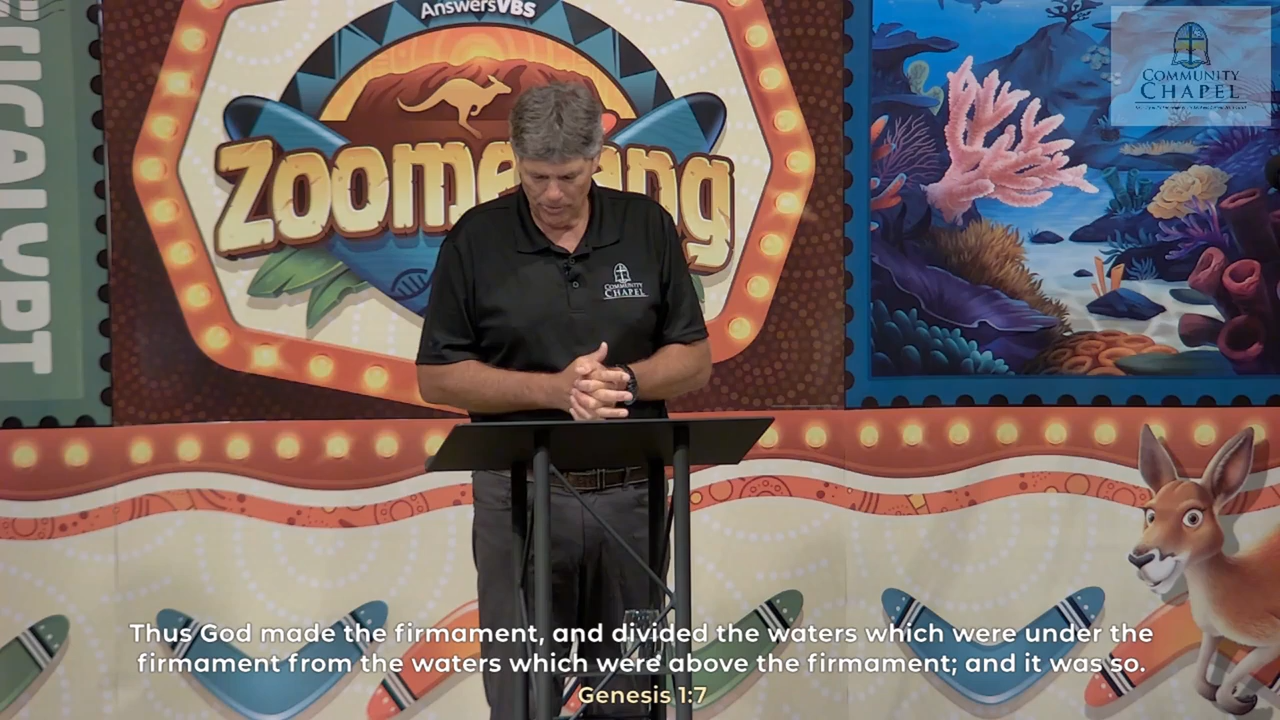 AnswersVBS
COMMUNITY
CHAPEL
Zoome
ng
COMMUNITY
CHAPEL
Thus God made the firmament, and divided the waters which were under the
firmament from the waters which were above the firmament; and it was so.
Genesis 1:7